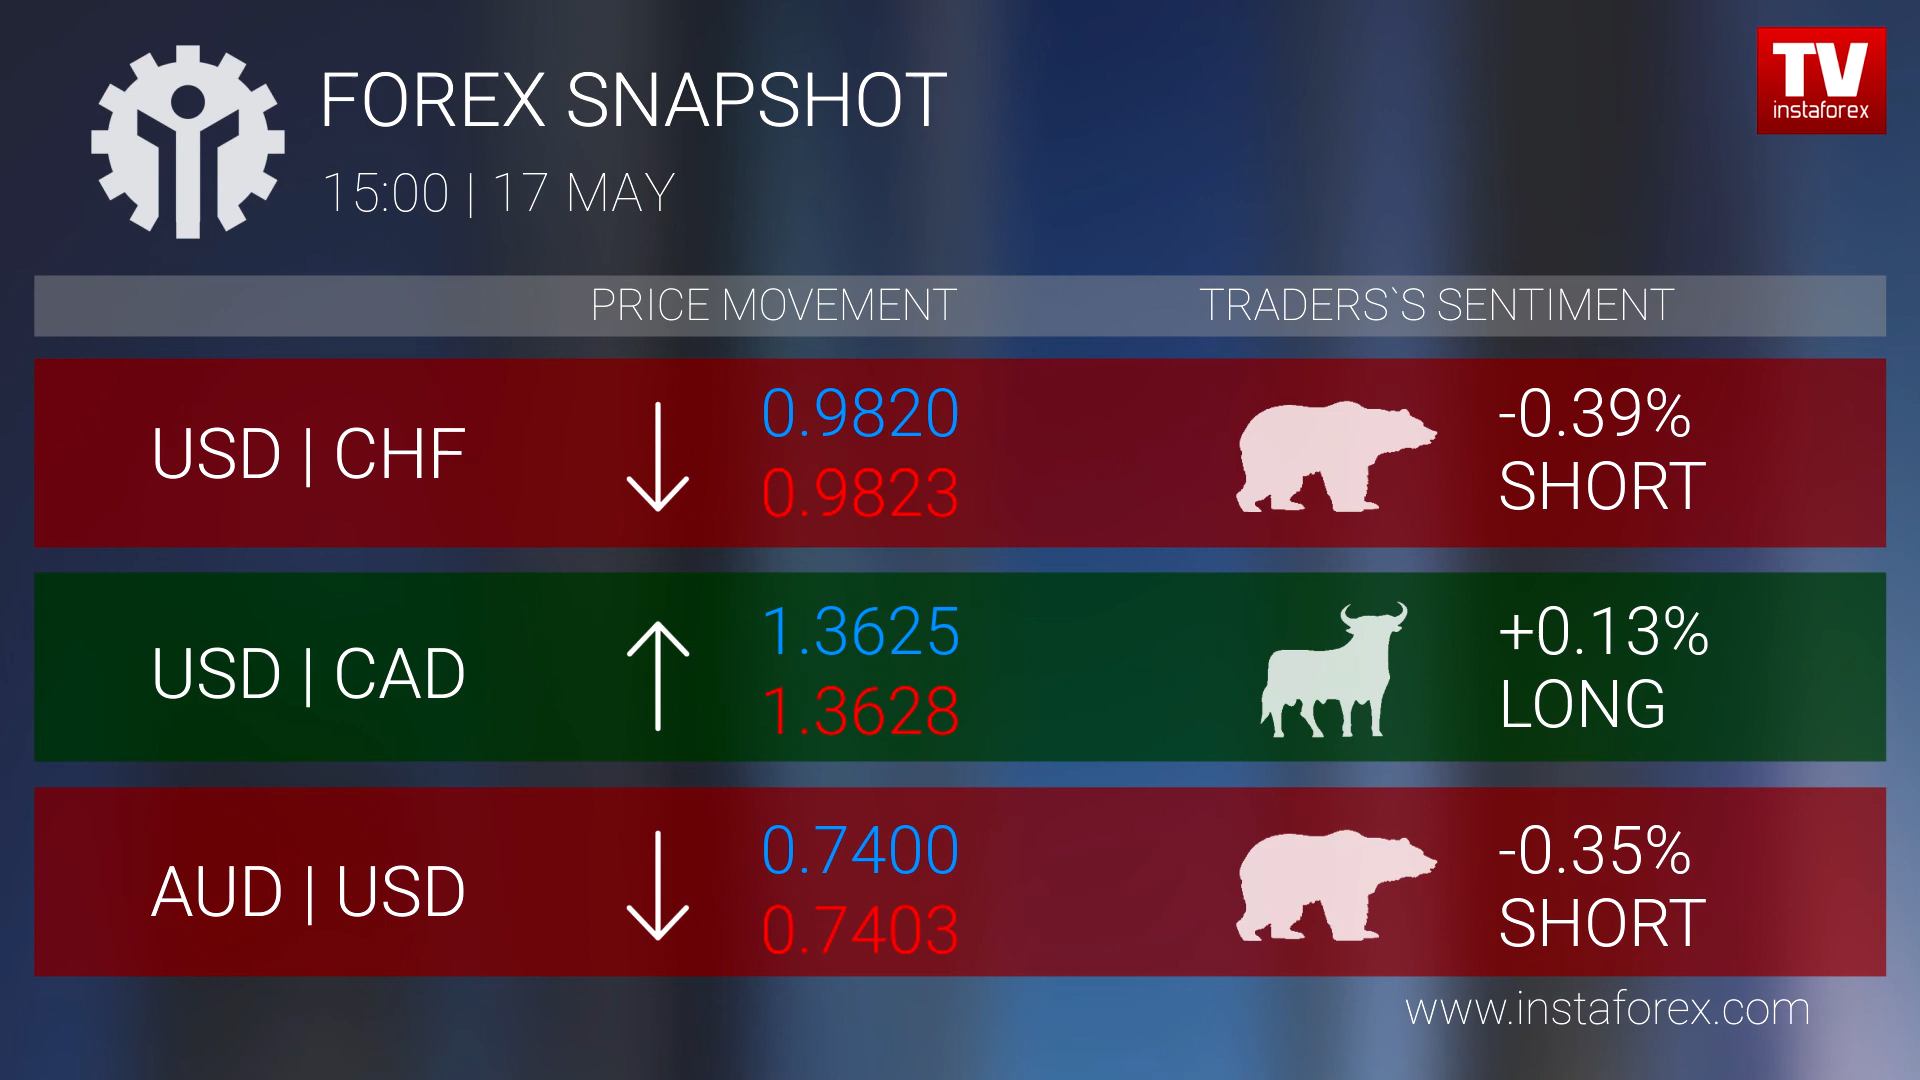 FOREX SNAPSHOT
15:00 | 17 MAY
TV
instaforex
PRICE MOVEMENT TRADERS`S SENTIMENT
USD | CHF
0.9820
0.9823
-0.39%
SHORT
USD | CAD
1.3625
1.3628
+0.13%
LONG
AUD | USD
0.7400
0.7403
-0.35%
SHORT
www.instaforex.com